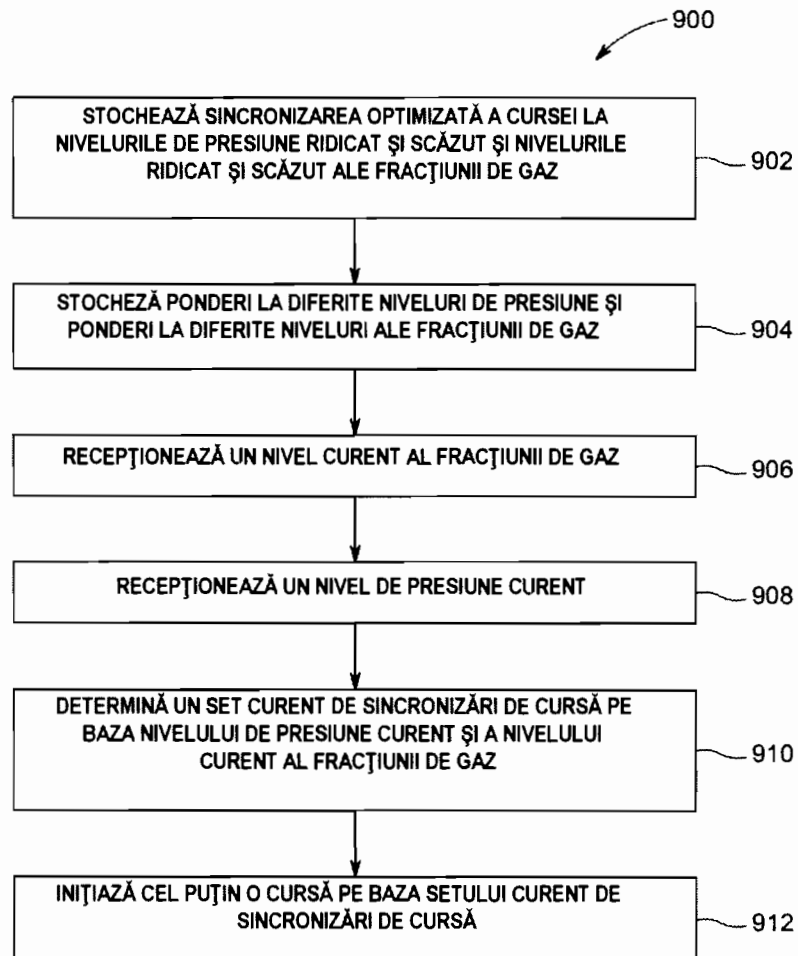 900
STOCHEAZĂ SINCRONIZAREA OPTIMIZATĂ A CURSEI LA
NIVELURILE DE PRESIUNE RIDICAT ŞI SCĂZUT ŞI NIVELURILE
RIDICAT ŞI SCĂZUT ALE FRACŢIUNII DE GAZ
902
STOCHEZĂ PONDERI LA DIFERITE NIVELURI DE PRESIUNE ŞI
PONDERI LA DIFERITE NIVELURI ALE FRACŢIUNII DE GAZ
904
RECEPŢIONEAZĂ UN NIVEL CURENT AL FRACŢIUNII DE GAZ
906
RECEPŢIONEAZĂ UN NIVEL DE PRESIUNE CURENT
908
DETERMINĂ UN SET CURENT DE SINCRONIZĂRI DE CURSĂ PE
BAZA NIVELULUI DE PRESIUNE CURENT ŞI A NIVELULUI
CURENT AL FRACŢIUNII DE GAZ
910
INIŢIAZĂ CEL PUŢIN O CURSĂ PE BAZA SETULUI CURENT DE
SINCRONIZĂRI DE CURSĂ
912